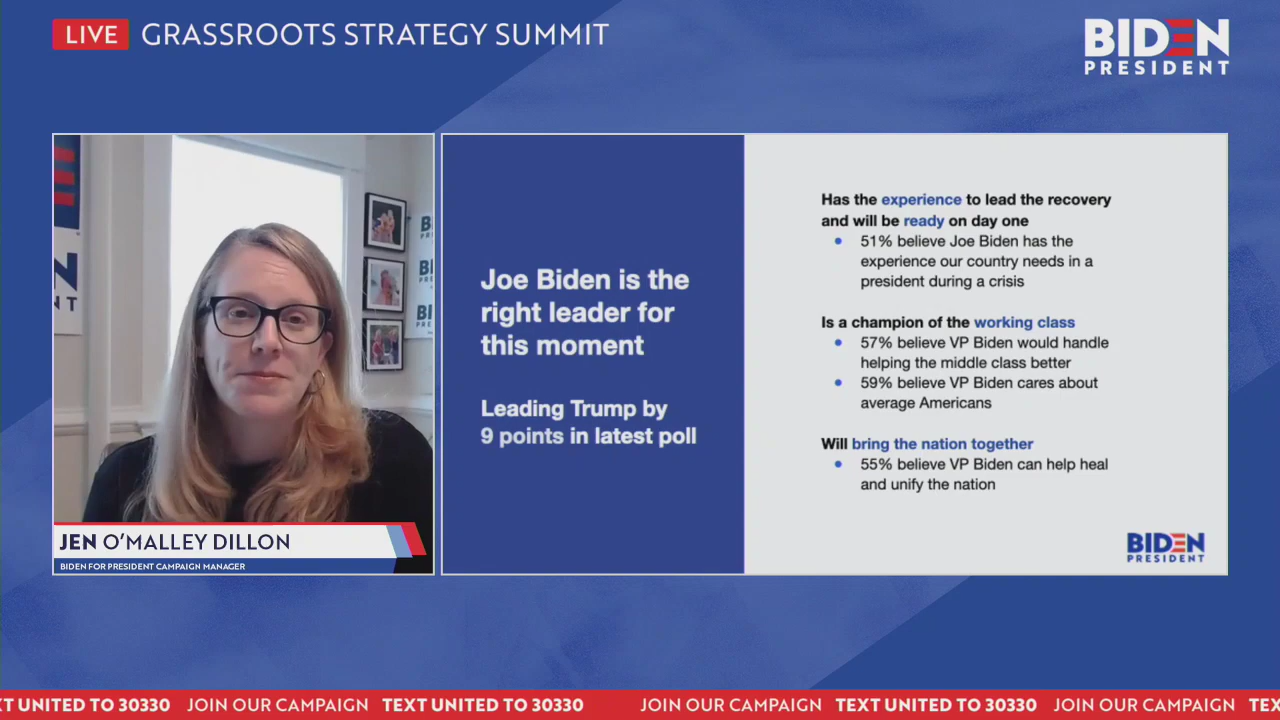 LIVE GRASSROOTS STRATEGY SUMMIT
BIDEN
PRESIDENT
JEN O'MALLEY DILLON
BIDEN FOR PRESIDENT CAMPAIGN MANAGER
Joe Biden is the
right leader for
this moment
Leading Trump by
9 points in latest poll
Has the experience to lead the recovery
and will be ready on day one
• 51% believe Joe Biden has the
experience our country needs in a
president during a crisis
Is a champion of the working class
• 57% believe VP Biden would handle
helping the middle class better
• 59% believe VP Biden cares about
average Americans
Will bring the nation together
• 55% believe VP Biden can help heal
and unify the nation
BIDEN
PRESIDENT
XT UNITED TO 30330 JOIN OUR CAMPAIGN TEXT UNITED TO 30330 JOIN OUR CAMPAIGN TEXT UNITED TO 30330 JOIN OUR CAMPAIGN TEX